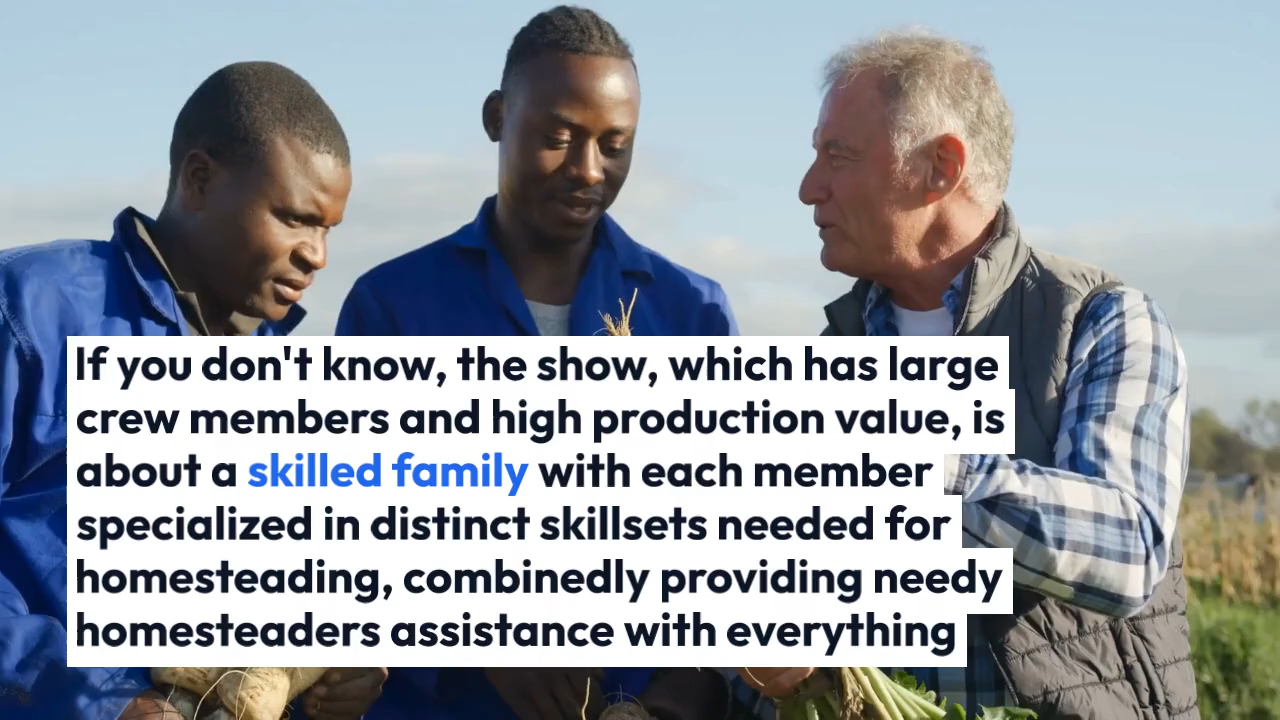 If you don't know, the show, which has large
crew members and high production value, is
about a skilled family with each member
specialized in distinct skillsets needed for
homesteading, combinedly providing needy
homesteaders assistance with everything